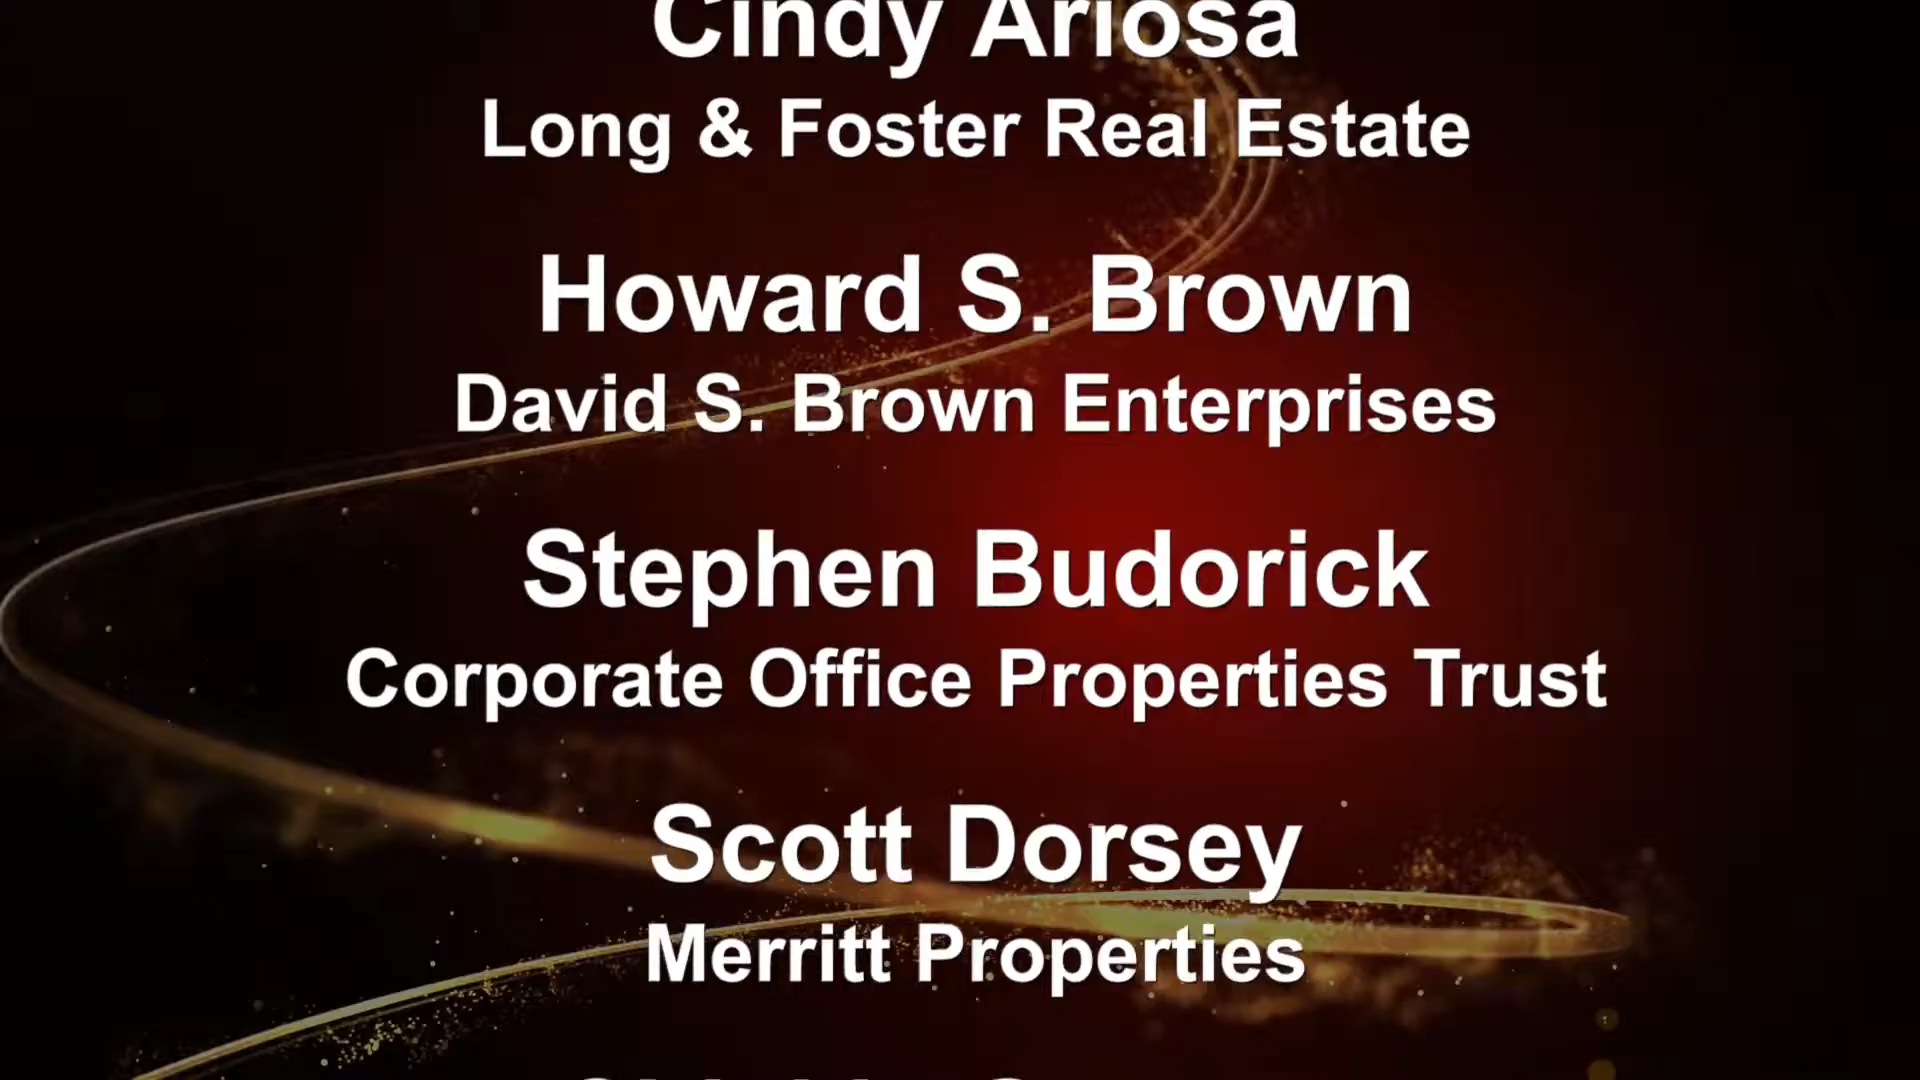 Cindy Ariosa
Long & Foster Real Estate
Howard S. Brown
David S. Brown Enterprises
Stephen Budorick
Corporate Office Properties Trust
Scott Dorsey
Merritt Properties